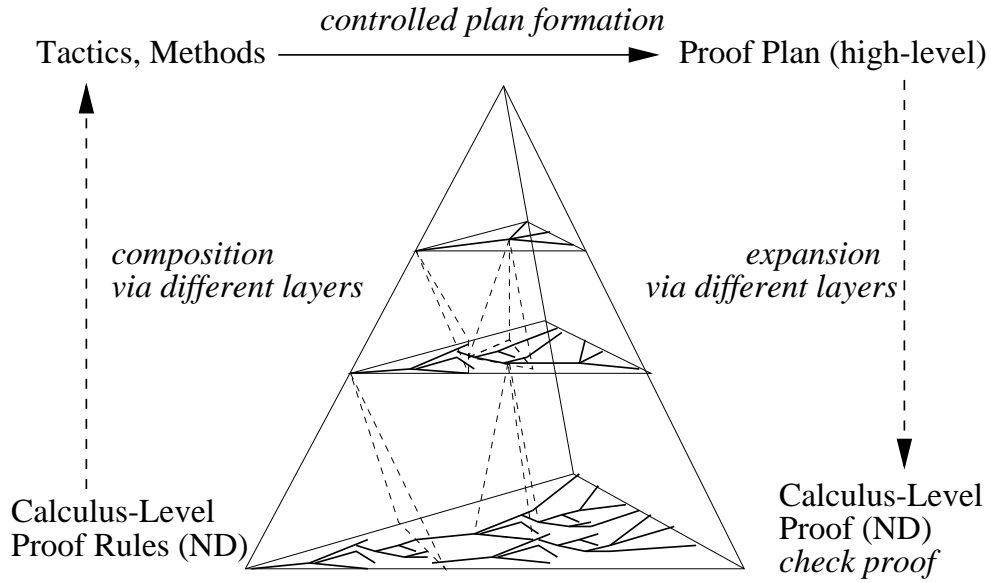 controlled plan formation
Tactics, Methods
Proof Plan (high-level)
composition
via different layers
expansion
via different layers
Calculus-Level
Proof Rules (ND)
Calculus-Level
Proof (ND)
check proof